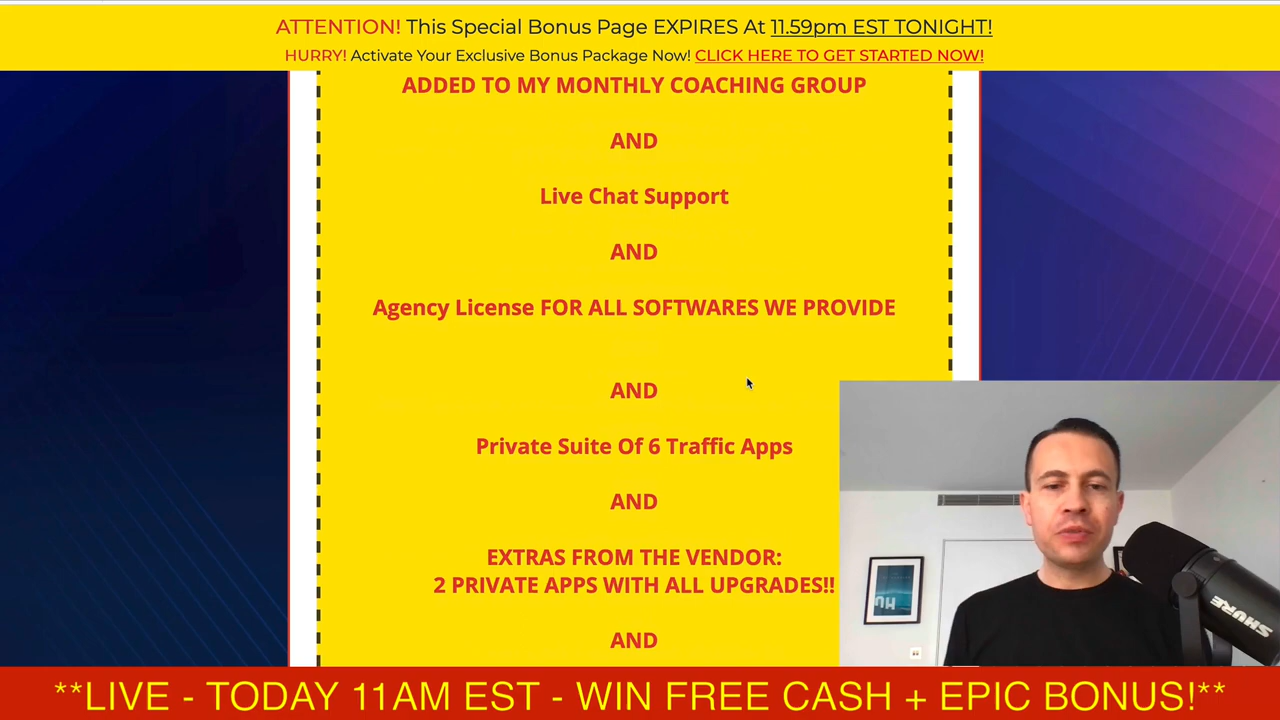 ATTENTION! This Special Bonus Page EXPIRES At 11.59pm EST TONIGHT!
HURRY! Activate Your Exclusive Bonus Package Now! CLICK HERE TO GET STARTED NOW!
ADDED TO MY MONTHLY COACHING GROUP
AND
Live Chat Support
AND
Agency License FOR ALL SOFTWARES WE PROVIDE
AND
Private Suite Of 6 Traffic Apps
AND
EXTRAS FROM THE VENDOR:
2 PRIVATE APPS WITH ALL UPGRADES!!
AND
SHURE
**LIVE - TODAY 11AM EST - WIN FREE CASH + EPIC BONUS!**